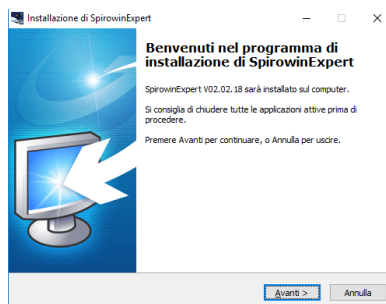 Installazione di SpirowinExpert
Benvenuti nel programma di
installazione di SpirowinExpert
SpirowinExpert V02.02.18 sarà installato sul computer.
Si consiglia di chiudere tutte le applicazioni attive prima di
procedere.
Premere Avanti per continuare, o Annulla per uscire.
Avanti >
Annulla